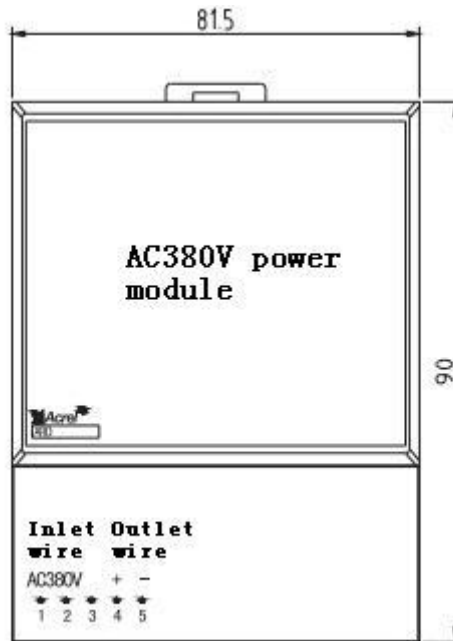 81.5
AC380V power
module
90
Acrel
Inlet Outlet
wire wire
AC380V + −
1 2 3 4 5